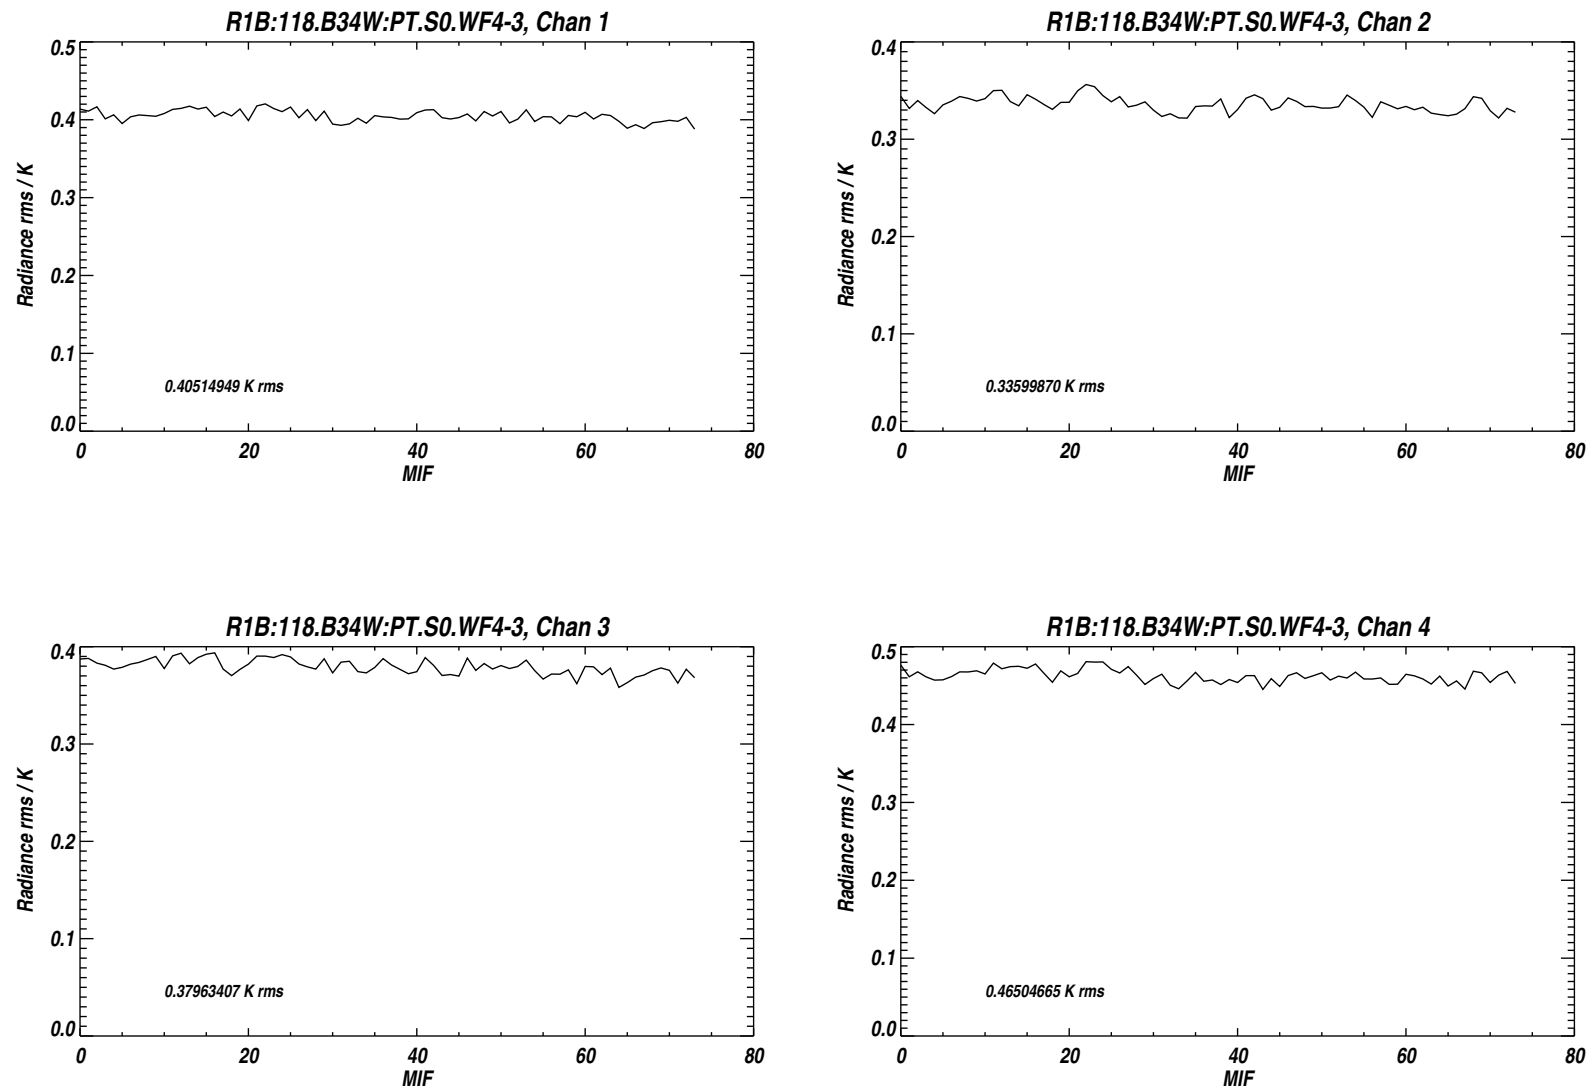 R1B:118.B34W:PT.S0.WF4-3, Chan 1
0.5
0.4
0.3
0.2
0.1
0.0
Radiance rms / K
0.40514949 K rms
0 20 40 60 80
MIF
R1B:118.B34W:PT.S0.WF4-3, Chan 2
0.4
0.3
0.2
0.1
0.0
Radiance rms / K
0.33599870 K rms
0 20 40 60 80
MIF
R1B:118.B34W:PT.S0.WF4-3, Chan 3
0.4
0.3
0.2
0.1
0.0
Radiance rms / K
0.37963407 K rms
0 20 40 60 80
MIF
R1B:118.B34W:PT.S0.WF4-3, Chan 4
0.5
0.4
0.3
0.2
0.1
0.0
Radiance rms / K
0.46504665 K rms
0 20 40 60 80
MIF